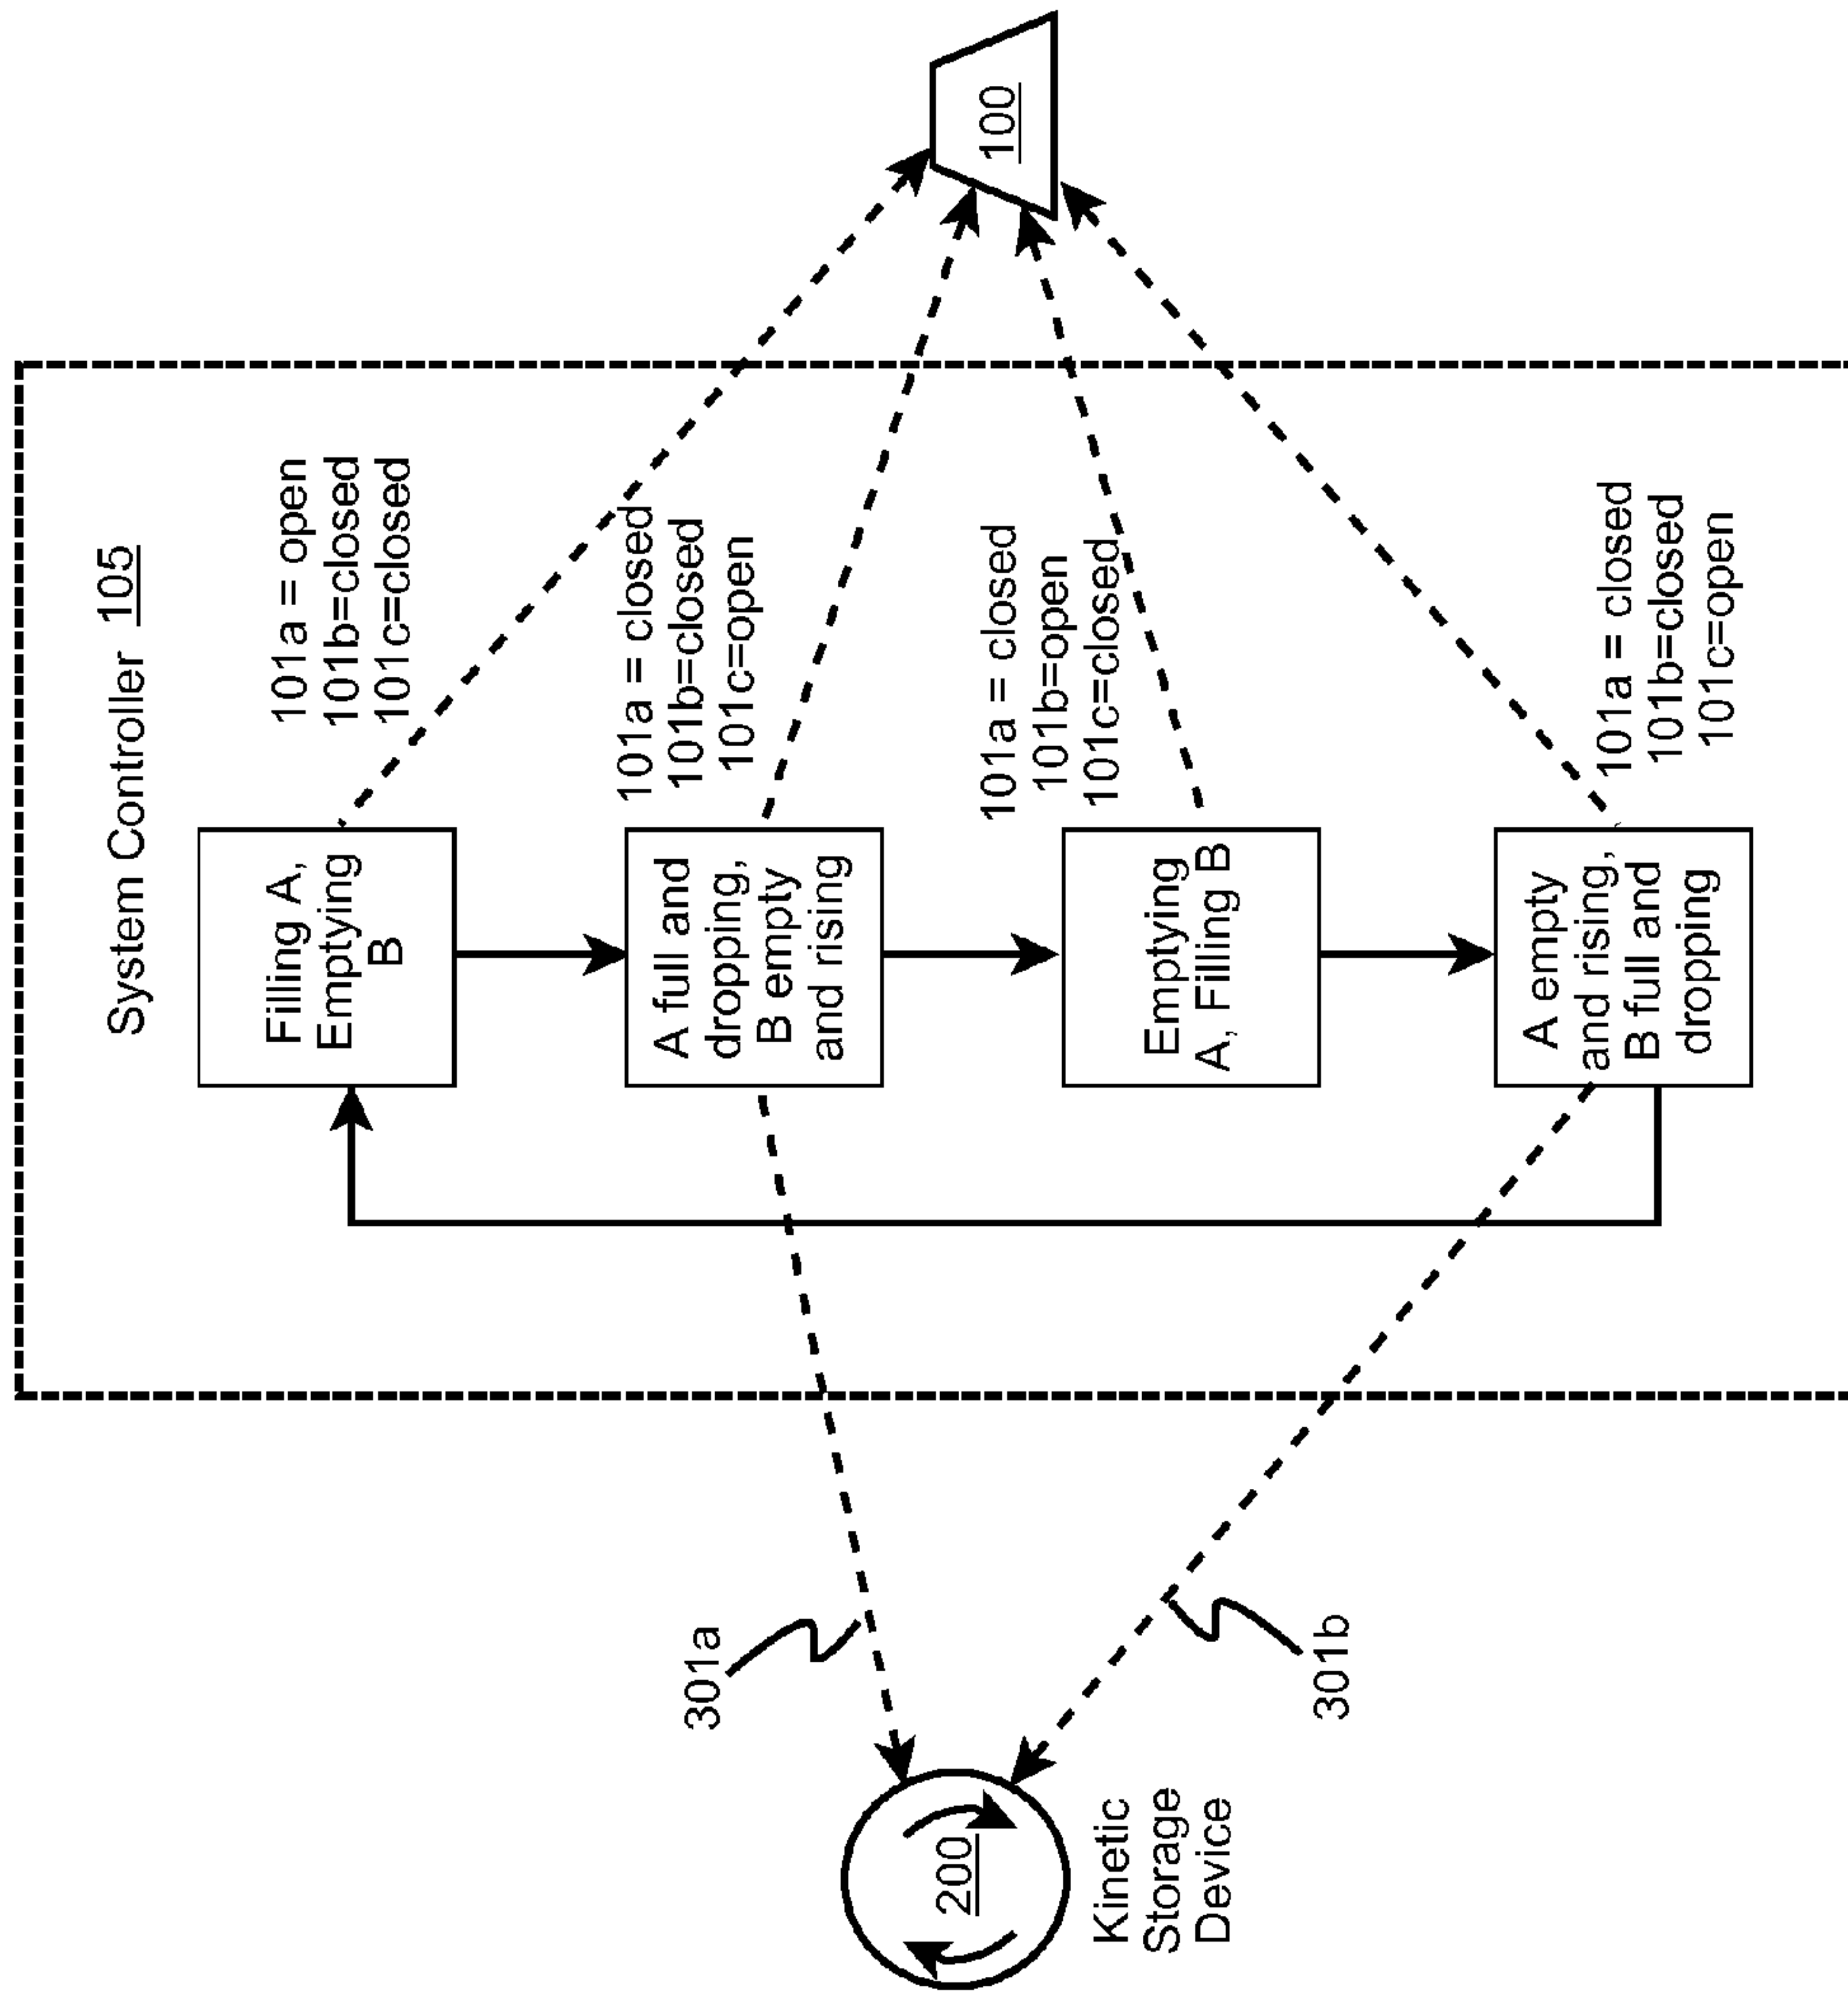 System Controller 105
Filling A,
Emptying
B
101a = open
101b=closed
101c=closed
A full and
dropping,
B empty
and rising
101a = closed
101b=closed
101c=open
Emptying
A, Filling B
101a = closed
101b=open
101c=closed
A empty
and rising,
B full and
dropping
101a = closed
101b=closed
101c=open
100
301a
301b
200
Kinetic
Storage
Device